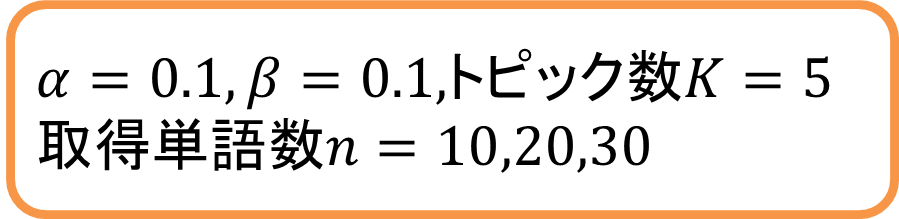 α = 0.1, β = 0.1,トピック数K = 5
取得単語数n = 10,20,30